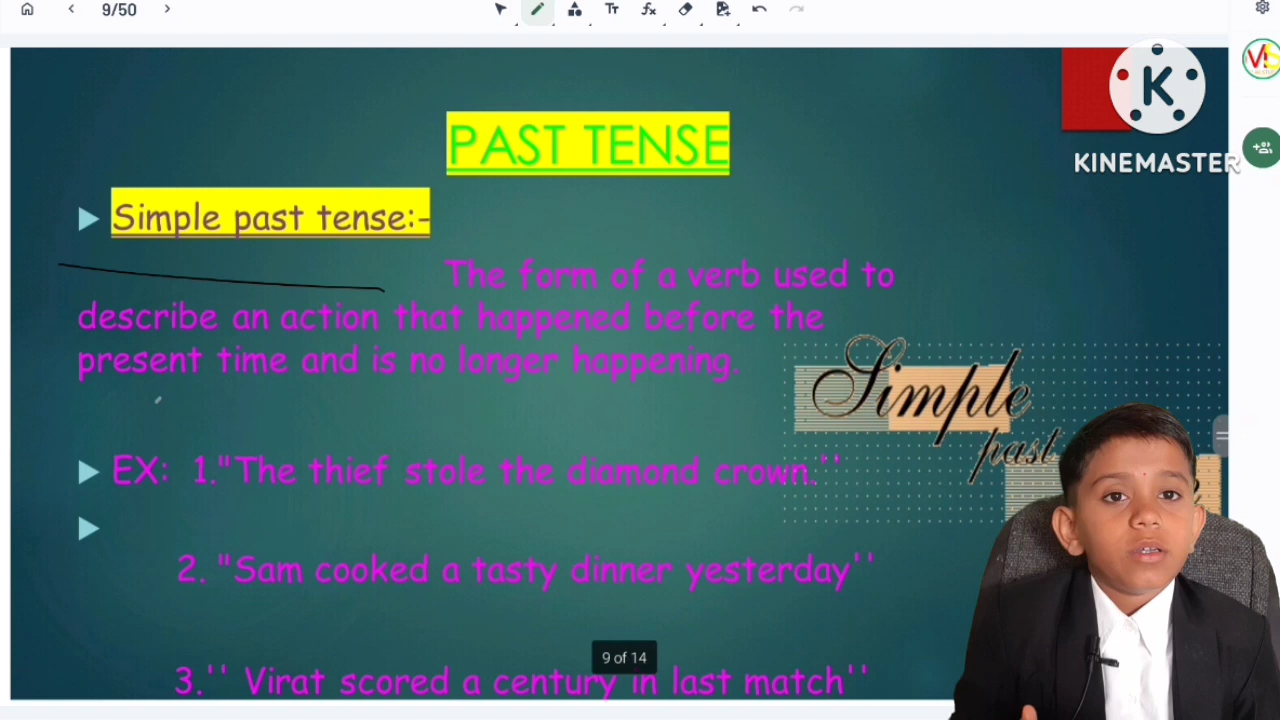 9/50
PAST TENSE
KINEMASTER
Simple past tense:-
The form of a verb used to
describe an action that happened before the
present time and is no longer happening.
Simple
past
EX: 1."The thief stole the diamond crown.''
2. "Sam cooked a tasty dinner yesterday''
9 of 14
3.'' Virat scored a century in last match''